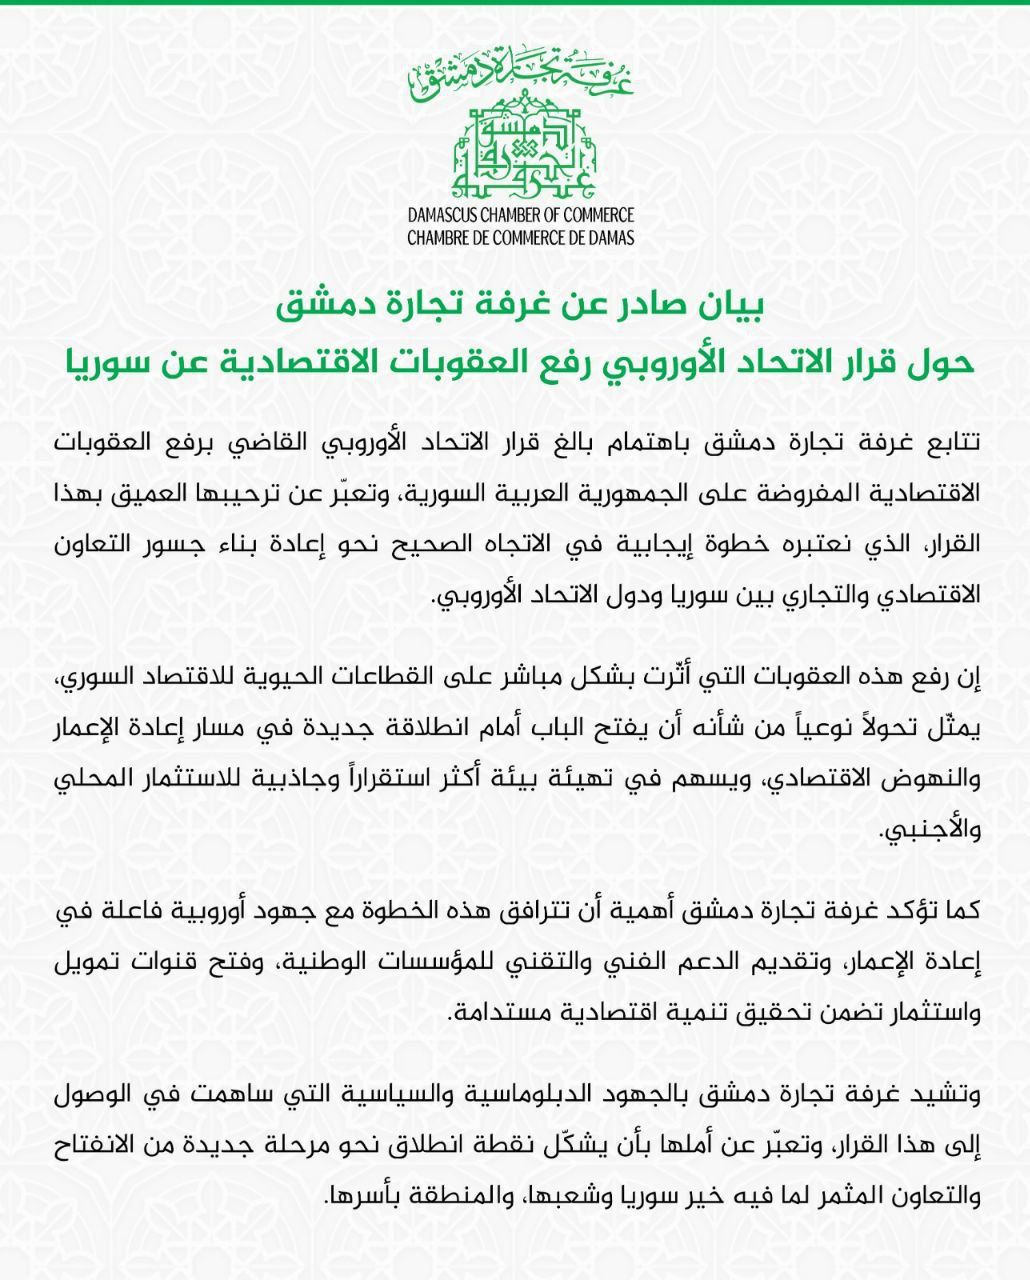 غرفة تجارة دمشق
دمشق
تجارة
غرفة
DAMASCUS CHAMBER OF COMMERCE
CHAMBRE DE COMMERCE DE DAMAS
بيان صادر عن غرفة تجارة دمشق
حول قرار الاتحاد الأوروبي رفع العقوبات الاقتصادية عن سوريا
تتابع غرفة تجارة دمشق باهتمام بالغ قرار الاتحاد الأوروبي القاضي برفع العقوبات
الاقتصادية المفروضة على الجمهورية العربية السورية، وتعبّر عن ترحيبها العميق بهذا
القرار، الذي نعتبره خطوة إيجابية في الاتجاه الصحيح نحو إعادة بناء جسور التعاون
الاقتصادي والتجاري بين سوريا ودول الاتحاد الأوروبي.
إن رفع هذه العقوبات التي أثّرت بشكل مباشر على القطاعات الحيوية للاقتصاد السوري،
يمثّل تحولاً نوعياً من شأنه أن يفتح الباب أمام انطلاقة جديدة في مسار إعادة الإعمار
والنهوض الاقتصادي، ويسهم في تهيئة بيئة أكثر استقراراً وجاذبية للاستثمار المحلي
والأجنبي.
كما تؤكد غرفة تجارة دمشق أهمية أن تترافق هذه الخطوة مع جهود أوروبية فاعلة في
إعادة الإعمار، وتقديم الدعم الفني والتقني للمؤسسات الوطنية، وفتح قنوات تمويل
واستثمار تضمن تحقيق تنمية اقتصادية مستدامة.
وتشيد غرفة تجارة دمشق بالجهود الدبلوماسية والسياسية التي ساهمت في الوصول
إلى هذا القرار، وتعبّر عن أملها بأن يشكّل نقطة انطلاق نحو مرحلة جديدة من الانفتاح
والتعاون المثمر لما فيه خير سوريا وشعبها، والمنطقة بأسرها.